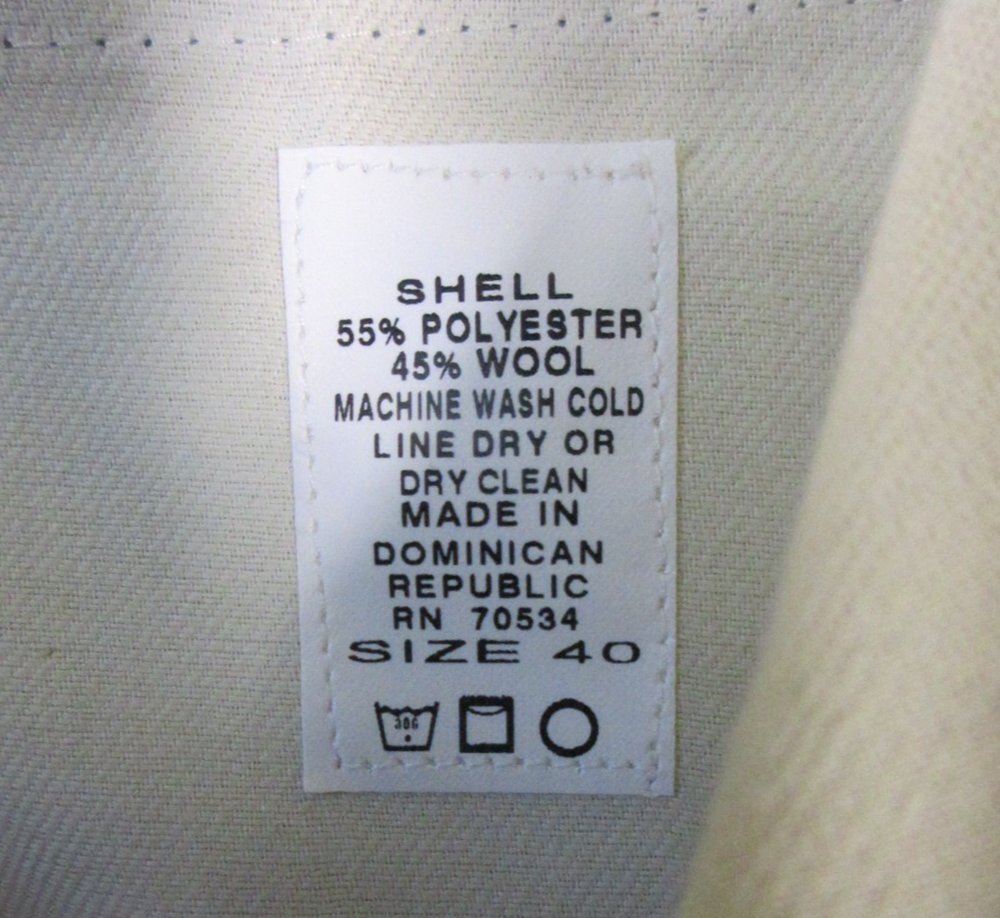 SHELL
55% POLYESTER
45% WOOL
MACHINE WASH COLD
LINE DRY OR
DRY CLEAN
MADE IN
DOMINICAN
REPUBLIC
RN 70534
SIZE 40